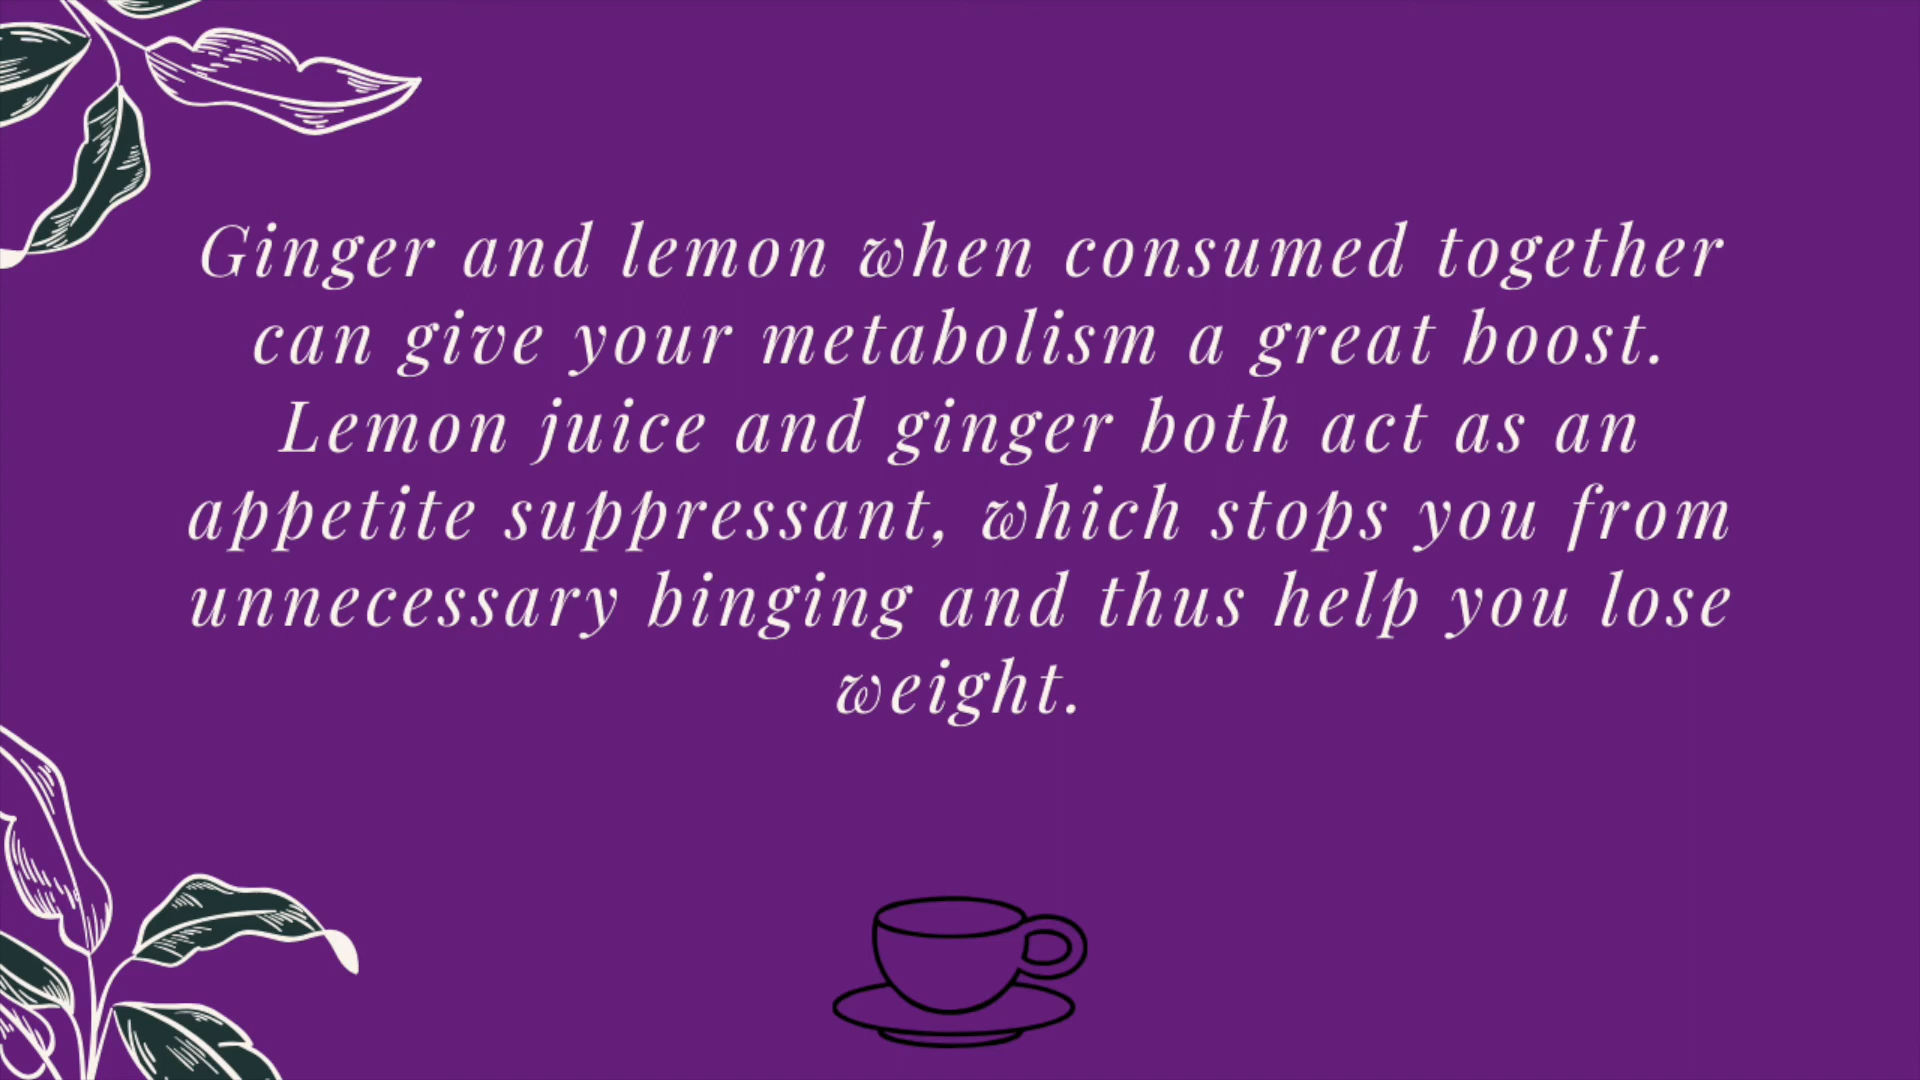 Ginger and lemon when consumed together
can give your metabolism a great boost.
Lemon juice and ginger both act as an
appetite suppressant, which stops you from
unnecessary binging and thus help you lose
weight.